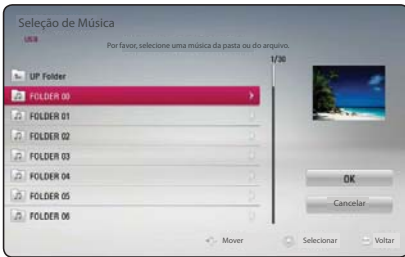 Seleção de Música
USB
Por favor, selecione uma música da pasta ou do arquivo.
1/30
UP Folder
FOLDER 00
FOLDER 01
FOLDER 02
FOLDER 03
FOLDER 04
FOLDER 05
FOLDER 06
OK
Cancelar
Mover
Selecionar
Voltar